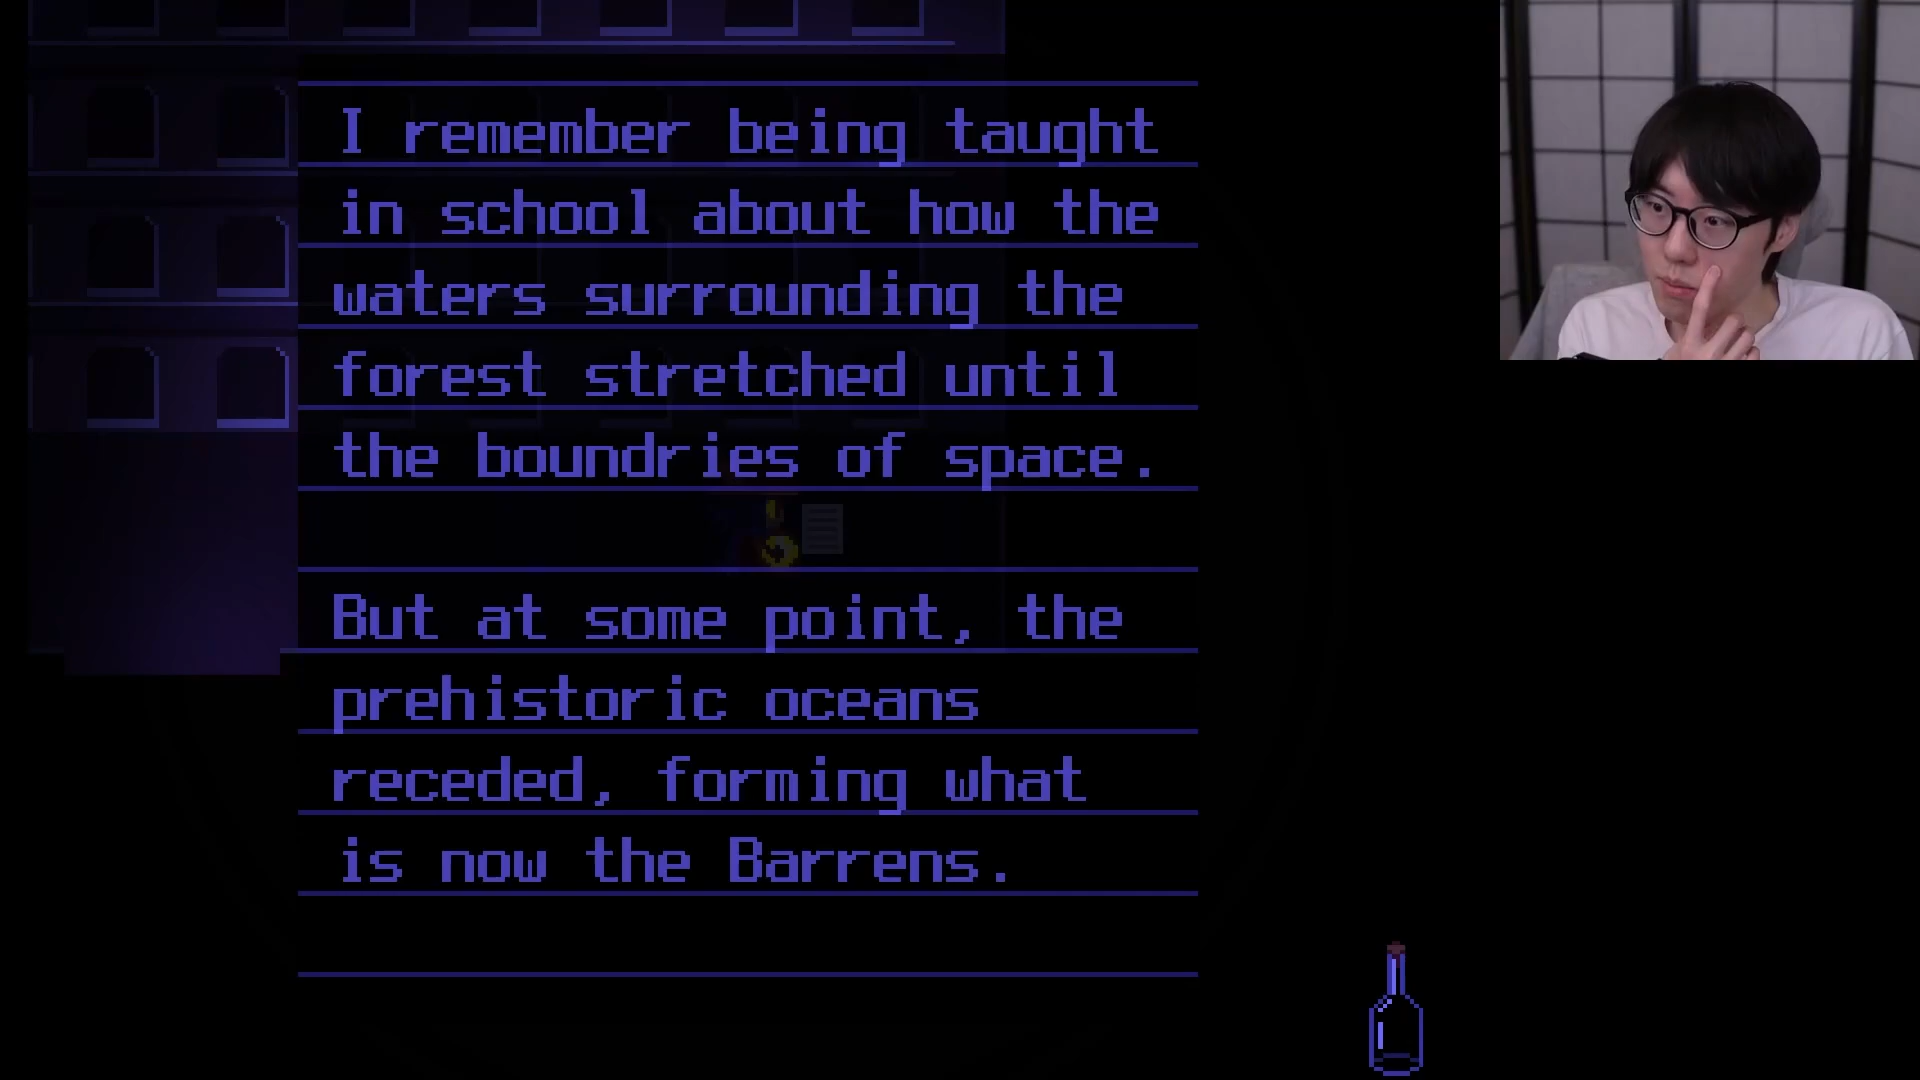 I remember being taught
in school about how the
waters surrounding the
forest stretched until
the boundries of space.
But at some point, the
prehistoric oceans
receded, forming what
is now the Barrens.